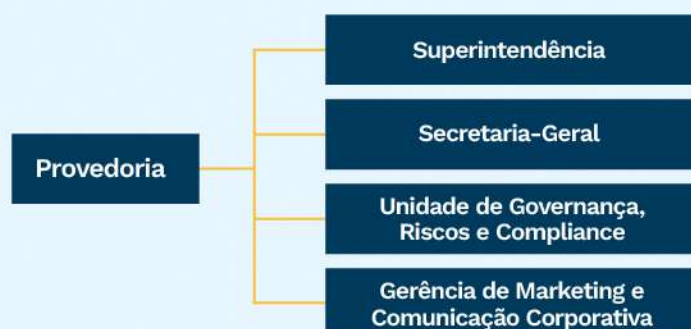 Superintendência
Secretaria-Geral
Provedoria
Unidade de Governança,
Riscos e Compliance
Gerência de Marketing e
Comunicação Corporativa